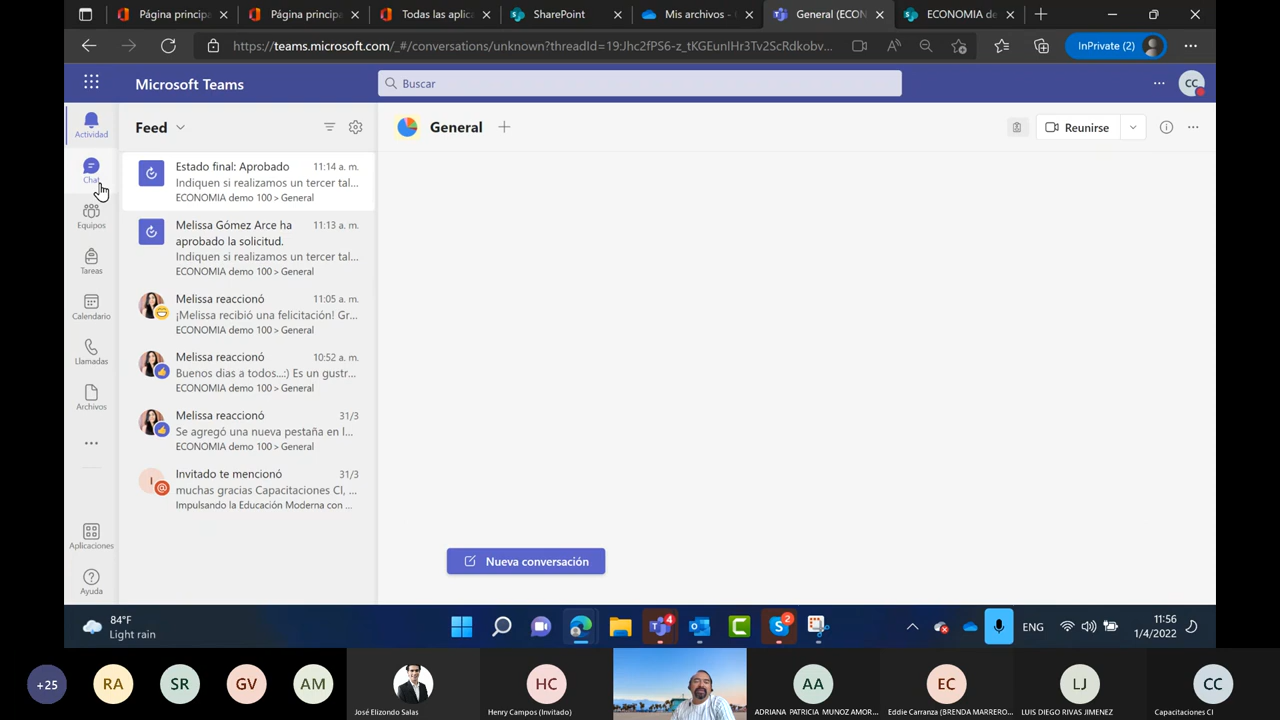 Página principa
Página principa
Todas las aplica
SharePoint
Mis archivos - O
General (ECON
ECONOMIA de
https://teams.microsoft.com/_#/conversations/unknown?threadId=19:Jhc2fPS6-z_tKGEunIHr3Tv2ScRdkobv...
InPrivate (2)
Microsoft Teams
Buscar
CC
Actividad
Chat
Equipos
Tareas
Calendario
Llamadas
Archivos
Aplicaciones
Ayuda
Feed
Estado final: Aprobado 11:14 a. m.
Indiquen si realizamos un tercer tal...
ECONOMIA demo 100 > General
Melissa Gómez Arce ha 11:13 a. m.
aprobado la solicitud.
Indiquen si realizamos un tercer tal...
ECONOMIA demo 100 > General
Melissa reaccionó 11:05 a. m.
¡Melissa recibió una felicitación! Gr...
ECONOMIA demo 100 > General
Melissa reaccionó 10:52 a. m.
Buenos dias a todos...:) Es un gustr...
ECONOMIA demo 100 > General
Melissa reaccionó 31/3
Se agregó una nueva pestaña en l...
ECONOMIA demo 100 > General
I
Invitado te mencionó 31/3
muchas gracias Capacitaciones CI, ...
Impulsando la Educación Moderna con ...
General
Reunirse
Nueva conversación
84°F
Light rain
4
2
ENG
11:56
1/4/2022
+25
RA
SR
GV
AM
José Elizondo Salas
HC
Henry Campos (Invitado)
AA
ADRIANA PATRICIA MUÑOZ AMOR...
EC
Eddie Carranza (BRENDA MARRERO...
LJ
LUIS DIEGO RIVAS JIMENEZ
CC
Capacitaciones CI